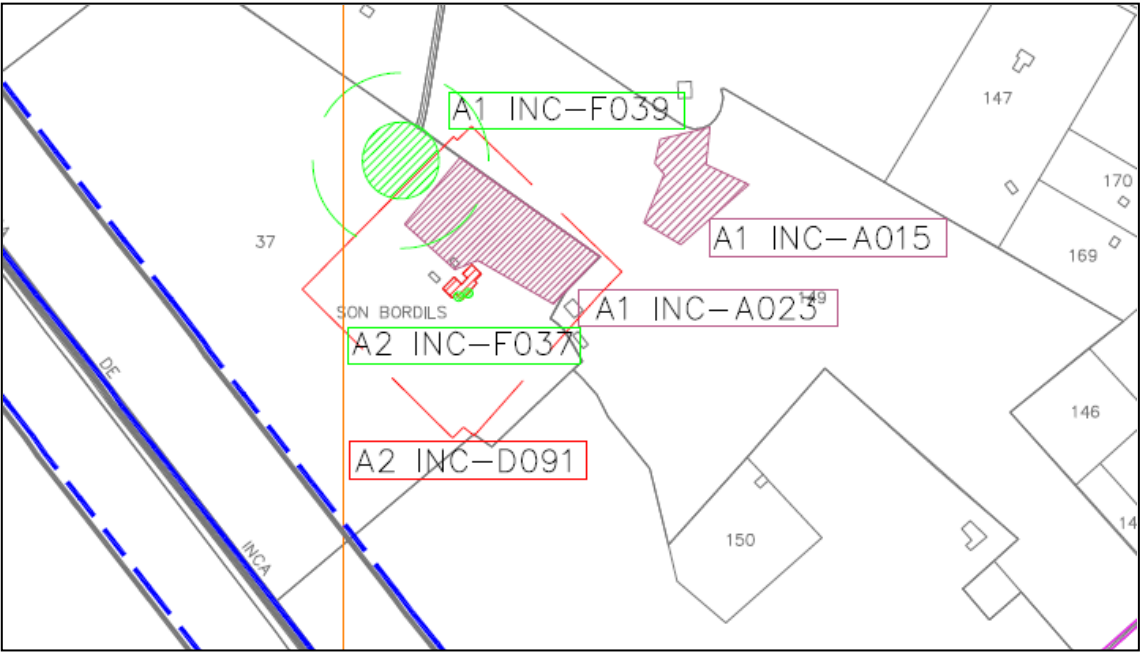 A1 INC-F039
147
170
A1 INC-A015
37
169
149
A1 INC-A023
SON BORDILS
A2 INC-F037
DE
146
A2 INC-D091
14
150
INCA